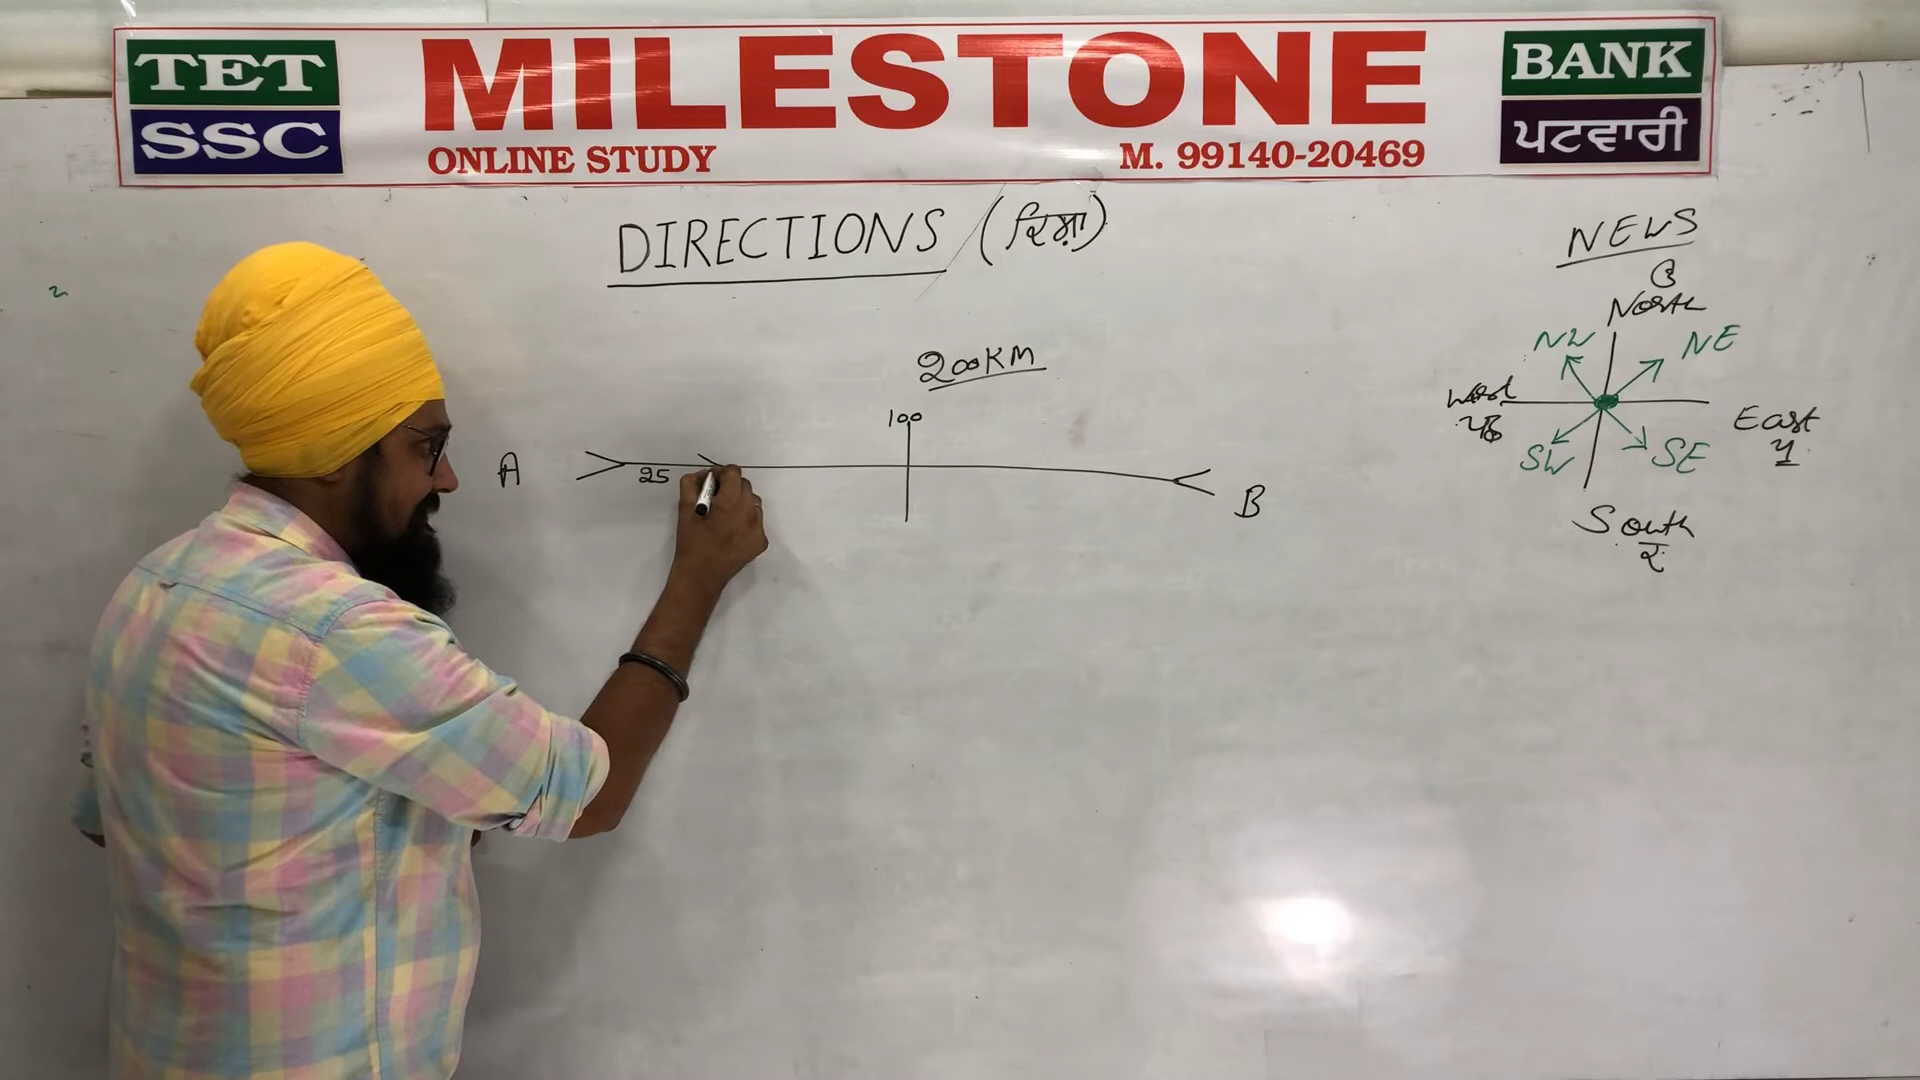 TET
SSC
MILESTONE
ONLINE STUDY
M. 99140-20469
BANK
ਪਟਵਾਰੀ
DIRECTIONS (ਦਿਸ਼ਾ)
200KM
100
A
25
B
NEWS
ੳ
North
NW
NE
West
ਪੱ
East
ਪੂ
SW
SE
South
ਦ